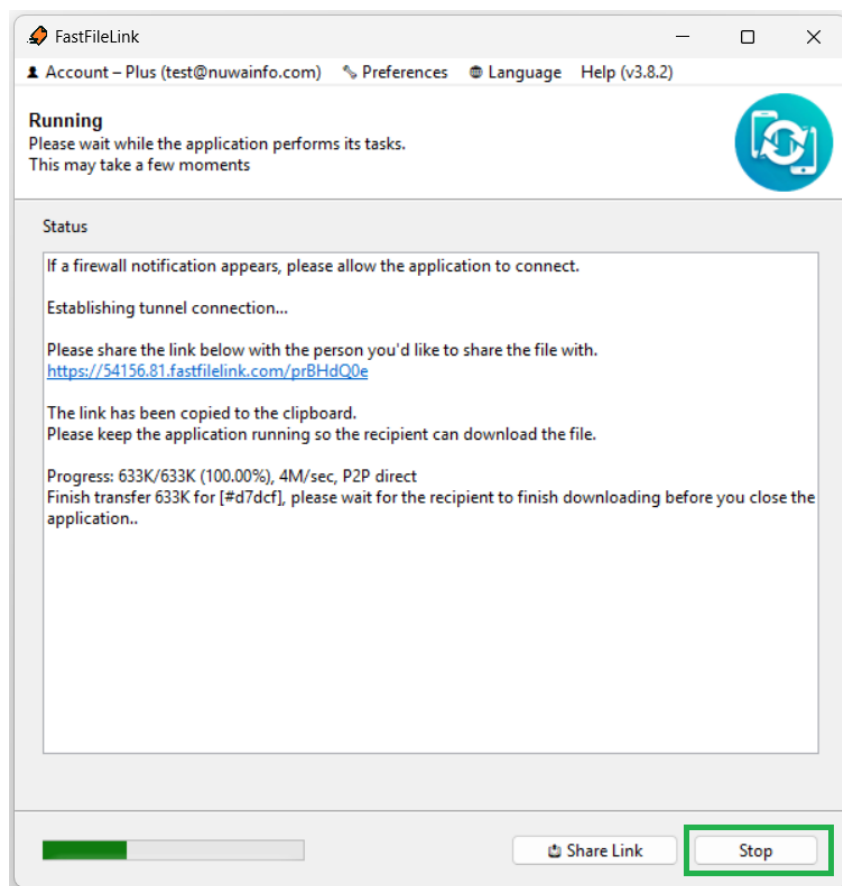 FastFileLink
Account – Plus (test@nuwainfo.com) Preferences Language Help (v3.8.2)
Running
Please wait while the application performs its tasks.
This may take a few moments
Status
If a firewall notification appears, please allow the application to connect.
Establishing tunnel connection...
Please share the link below with the person you'd like to share the file with.
https://54156.81.fastfilelink.com/prBHdQ0e
The link has been copied to the clipboard.
Please keep the application running so the recipient can download the file.
Progress: 633K/633K (100.00%), 4M/sec, P2P direct
Finish transfer 633K for [#d7dcf], please wait for the recipient to finish downloading before you close the
application..
Share Link
Stop